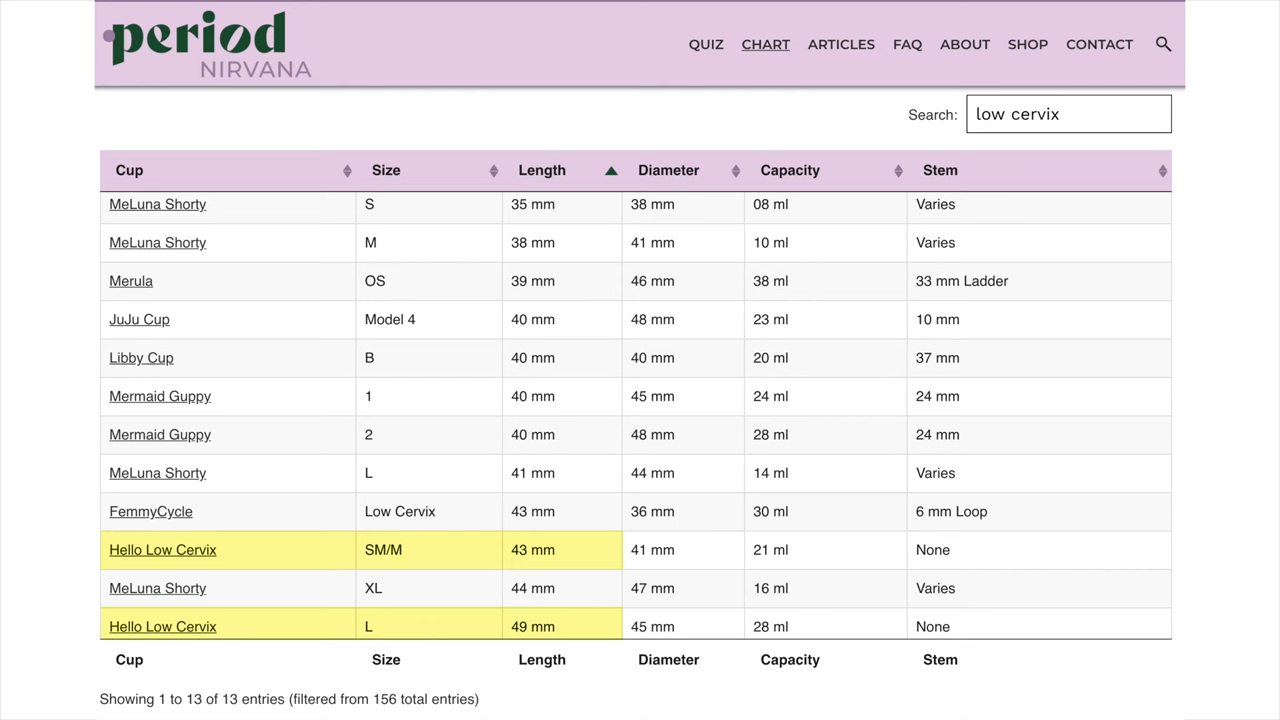 period
NIRVANA
QUIZ CHART ARTICLES FAQ ABOUT SHOP CONTACT
Search: low cervix
Cup Size Length Diameter Capacity Stem
MeLuna Shorty S 35 mm 38 mm 08 ml Varies
MeLuna Shorty M 38 mm 41 mm 10 ml Varies
Merula OS 39 mm 46 mm 38 ml 33 mm Ladder
JuJu Cup Model 4 40 mm 48 mm 23 ml 10 mm
Libby Cup B 40 mm 40 mm 20 ml 37 mm
Mermaid Guppy 1 40 mm 45 mm 24 ml 24 mm
Mermaid Guppy 2 40 mm 48 mm 28 ml 24 mm
MeLuna Shorty L 41 mm 44 mm 14 ml Varies
FemmyCycle Low Cervix 43 mm 36 mm 30 ml 6 mm Loop
Hello Low Cervix SM/M 43 mm 41 mm 21 ml None
MeLuna Shorty XL 44 mm 47 mm 16 ml Varies
Hello Low Cervix L 49 mm 45 mm 28 ml None
Cup Size Length Diameter Capacity Stem
Showing 1 to 13 of 13 entries (filtered from 156 total entries)